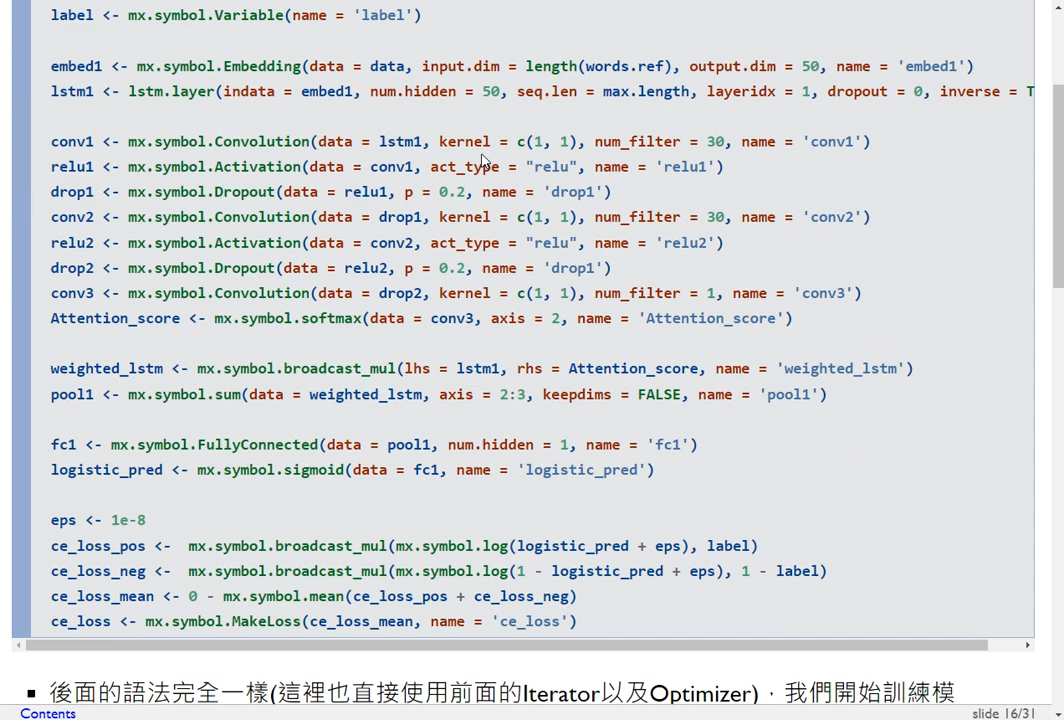 label <- mx.symbol.Variable(name = 'label')
embed1 <- mx.symbol.Embedding(data = data, input.dim = length(words.ref), output.dim = 50, name = 'embed1')
lstm1 <- lstm.layer(indata = embed1, num.hidden = 50, seq.len = max.length, layeridx = 1, dropout = 0, inverse = T
conv1 <- mx.symbol.Convolution(data = lstm1, kernel = c(1, 1), num_filter = 30, name = 'conv1')
relu1 <- mx.symbol.Activation(data = conv1, act_type = "relu", name = 'relu1')
drop1 <- mx.symbol.Dropout(data = relu1, p = 0.2, name = 'drop1')
conv2 <- mx.symbol.Convolution(data = drop1, kernel = c(1, 1), num_filter = 30, name = 'conv2')
relu2 <- mx.symbol.Activation(data = conv2, act_type = "relu", name = 'relu2')
drop2 <- mx.symbol.Dropout(data = relu2, p = 0.2, name = 'drop1')
conv3 <- mx.symbol.Convolution(data = drop2, kernel = c(1, 1), num_filter = 1, name = 'conv3')
Attention_score <- mx.symbol.softmax(data = conv3, axis = 2, name = 'Attention_score')
weighted_lstm <- mx.symbol.broadcast_mul(lhs = lstm1, rhs = Attention_score, name = 'weighted_lstm')
pool1 <- mx.symbol.sum(data = weighted_lstm, axis = 2:3, keepdims = FALSE, name = 'pool1')
fc1 <- mx.symbol.FullyConnected(data = pool1, num.hidden = 1, name = 'fc1')
logistic_pred <- mx.symbol.sigmoid(data = fc1, name = 'logistic_pred')
eps <- 1e-8
ce_loss_pos <-  mx.symbol.broadcast_mul(mx.symbol.log(logistic_pred + eps), label)
ce_loss_neg <-  mx.symbol.broadcast_mul(mx.symbol.log(1 - logistic_pred + eps), 1 - label)
ce_loss_mean <- 0 - mx.symbol.mean(ce_loss_pos + ce_loss_neg)
ce_loss <- mx.symbol.MakeLoss(ce_loss_mean, name = 'ce_loss')
後面的語法完全一樣(這裡也直接使用前面的Iterator以及Optimizer)，我們開始訓練模
Contents
slide 16/31